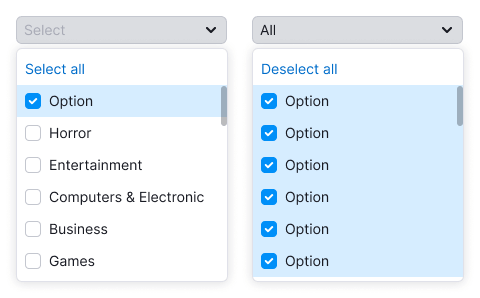 Select
Select all
Option
Horror
Entertainment
Computers & Electronic
Business
Games
All
Deselect all
Option
Option
Option
Option
Option
Option